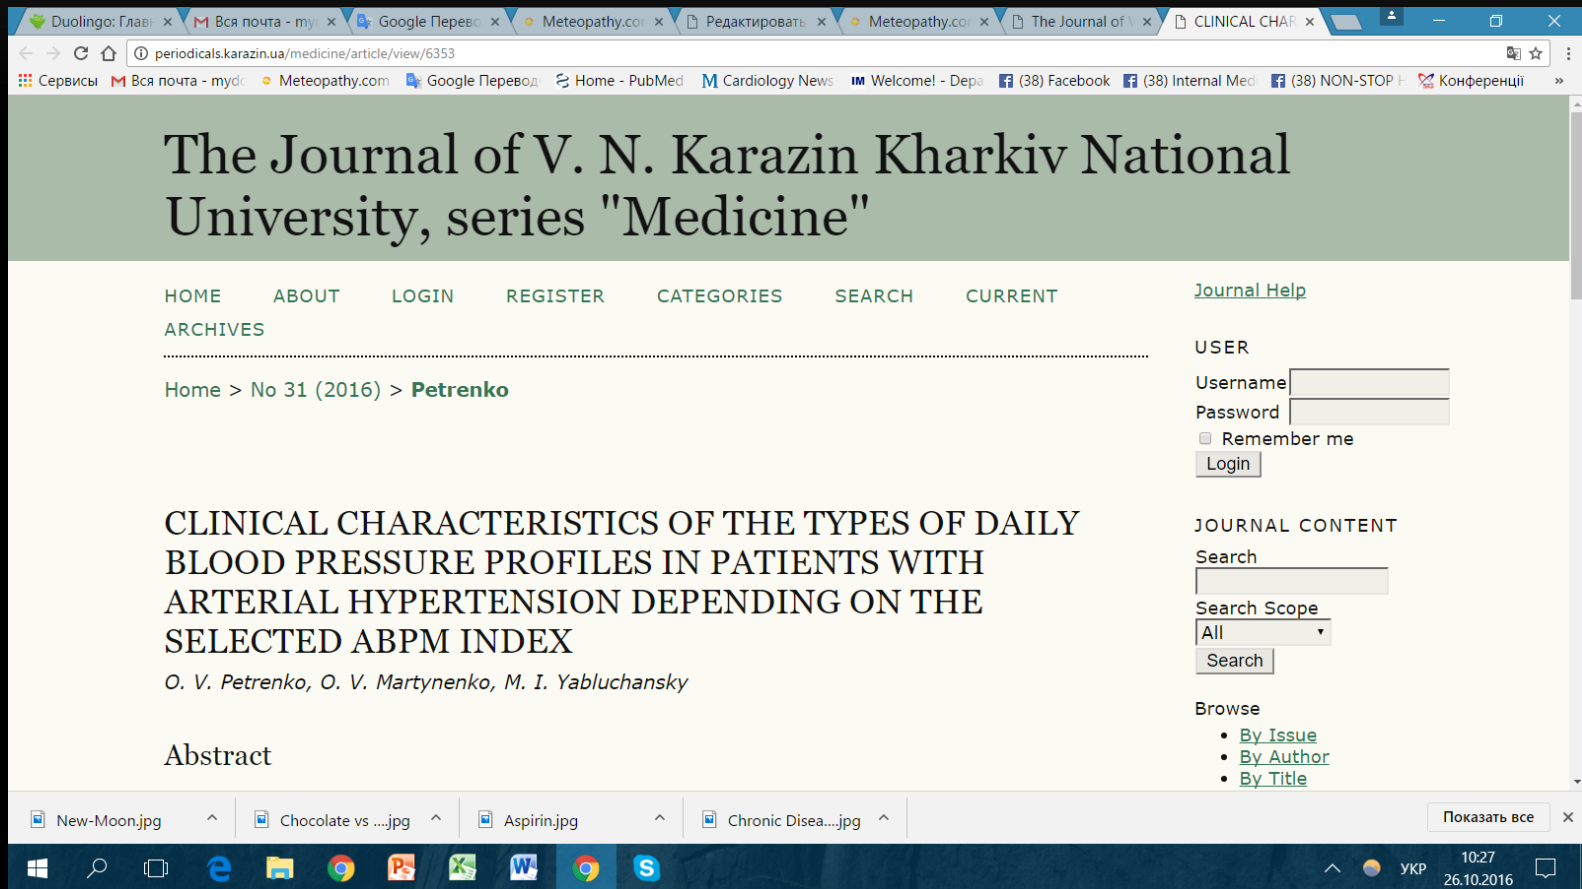 Duolingo: Глав
Вся почта - my
Google Перево
Meteopathy.co
Редактировать
Meteopathy.co
The Journal of V
CLINICAL CHAR
periodicals.karazin.ua/medicine/article/view/6353
Сервисы
Вся почта - myd
Meteopathy.com
Google Перевод
Home - PubMed
Cardiology News
Welcome! - Depa
(38) Facebook
(38) Internal Med
(38) NON-STOP H
Конференції
»
The Journal of V. N. Karazin Kharkiv National
University, series "Medicine"
HOME ABOUT LOGIN REGISTER CATEGORIES SEARCH CURRENT
ARCHIVES
Home > No 31 (2016) > Petrenko
CLINICAL CHARACTERISTICS OF THE TYPES OF DAILY
BLOOD PRESSURE PROFILES IN PATIENTS WITH
ARTERIAL HYPERTENSION DEPENDING ON THE
SELECTED ABPM INDEX
O. V. Petrenko, O. V. Martynenko, M. I. Yabluchansky
Abstract
Journal Help
USER
Username
Password
Remember me
Login
JOURNAL CONTENT
Search
Search Scope
All
Search
Browse
By Issue
By Author
By Title
New-Moon.jpg
Chocolate vs ....jpg
Aspirin.jpg
Chronic Disea....jpg
Показать все
УКР
10:27
26.10.2016